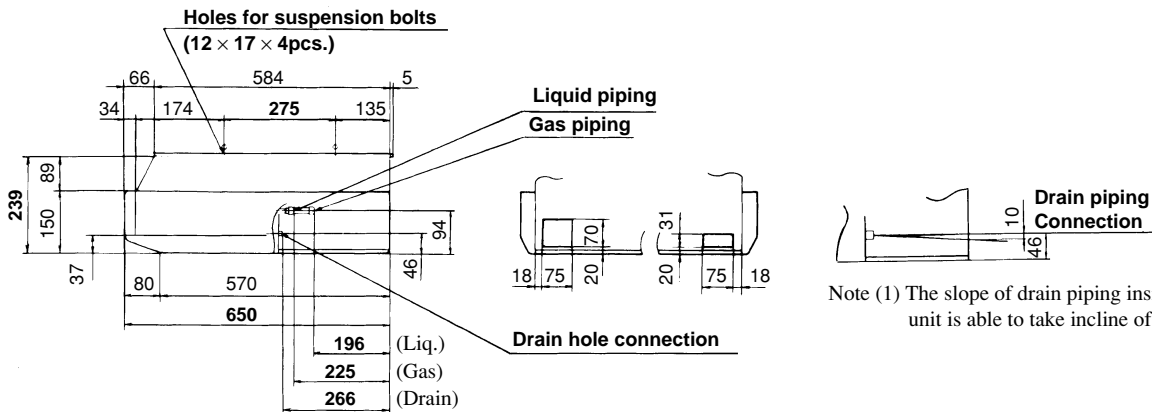 Holes for suspension bolts
(12 × 17 × 4pcs.)
66 584 5
34 174 275 135
Liquid piping
Gas piping
239
89
150
37
94
46
80 570
650
Drain hole connection
196 (Liq.)
225 (Gas)
266 (Drain)
70
20
31
20
18 75 75 18
10
46
Drain piping
Connection
Note (1) The slope of drain piping ins
unit is able to take incline of